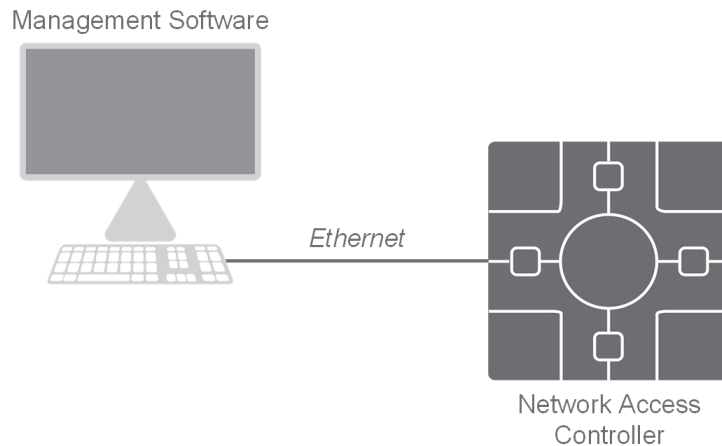 Management Software
Ethernet
Network Access
Controller